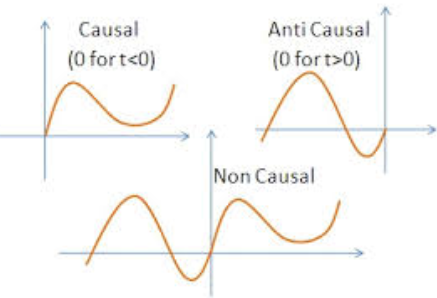 Causal
(0 for t<0)
Anti Causal
(0 for t>0)
Non Causal